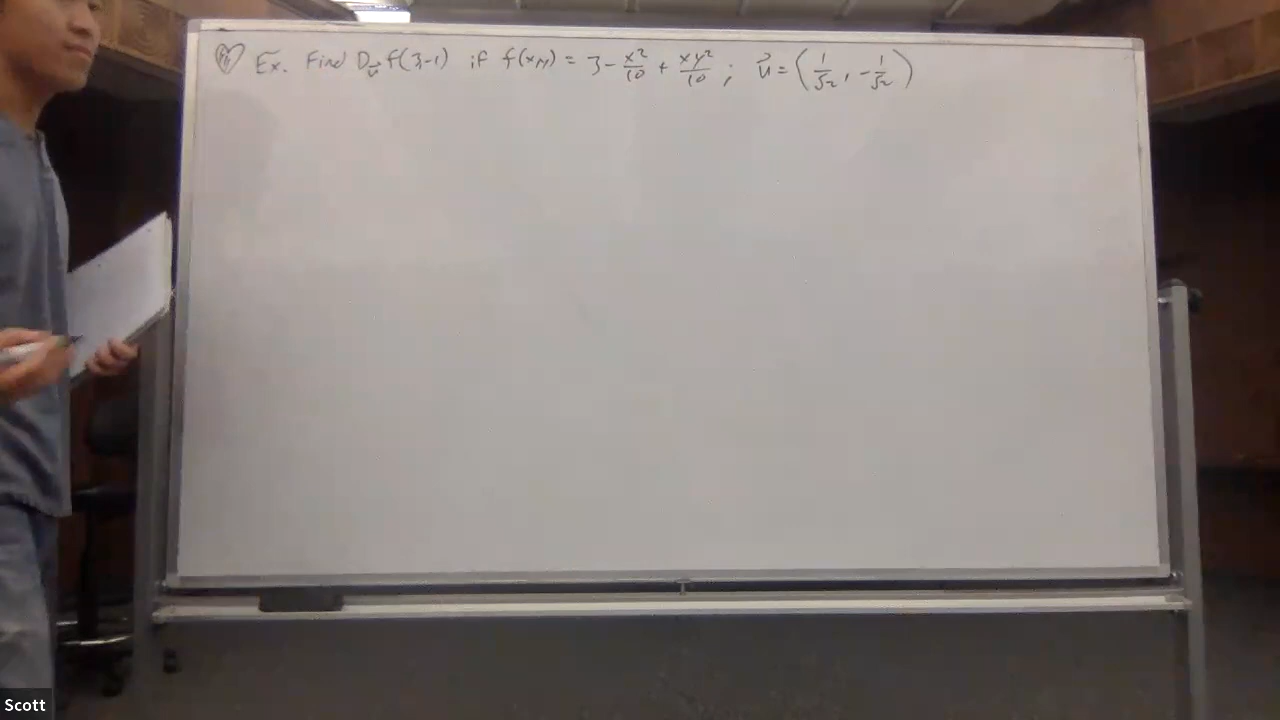 Ex. Find D_u⃗ f(3,-1) if f(x,y) = 3 - x²/10 + xy²/10 ; u⃗ = (1/√2, -1/√2)
Scott